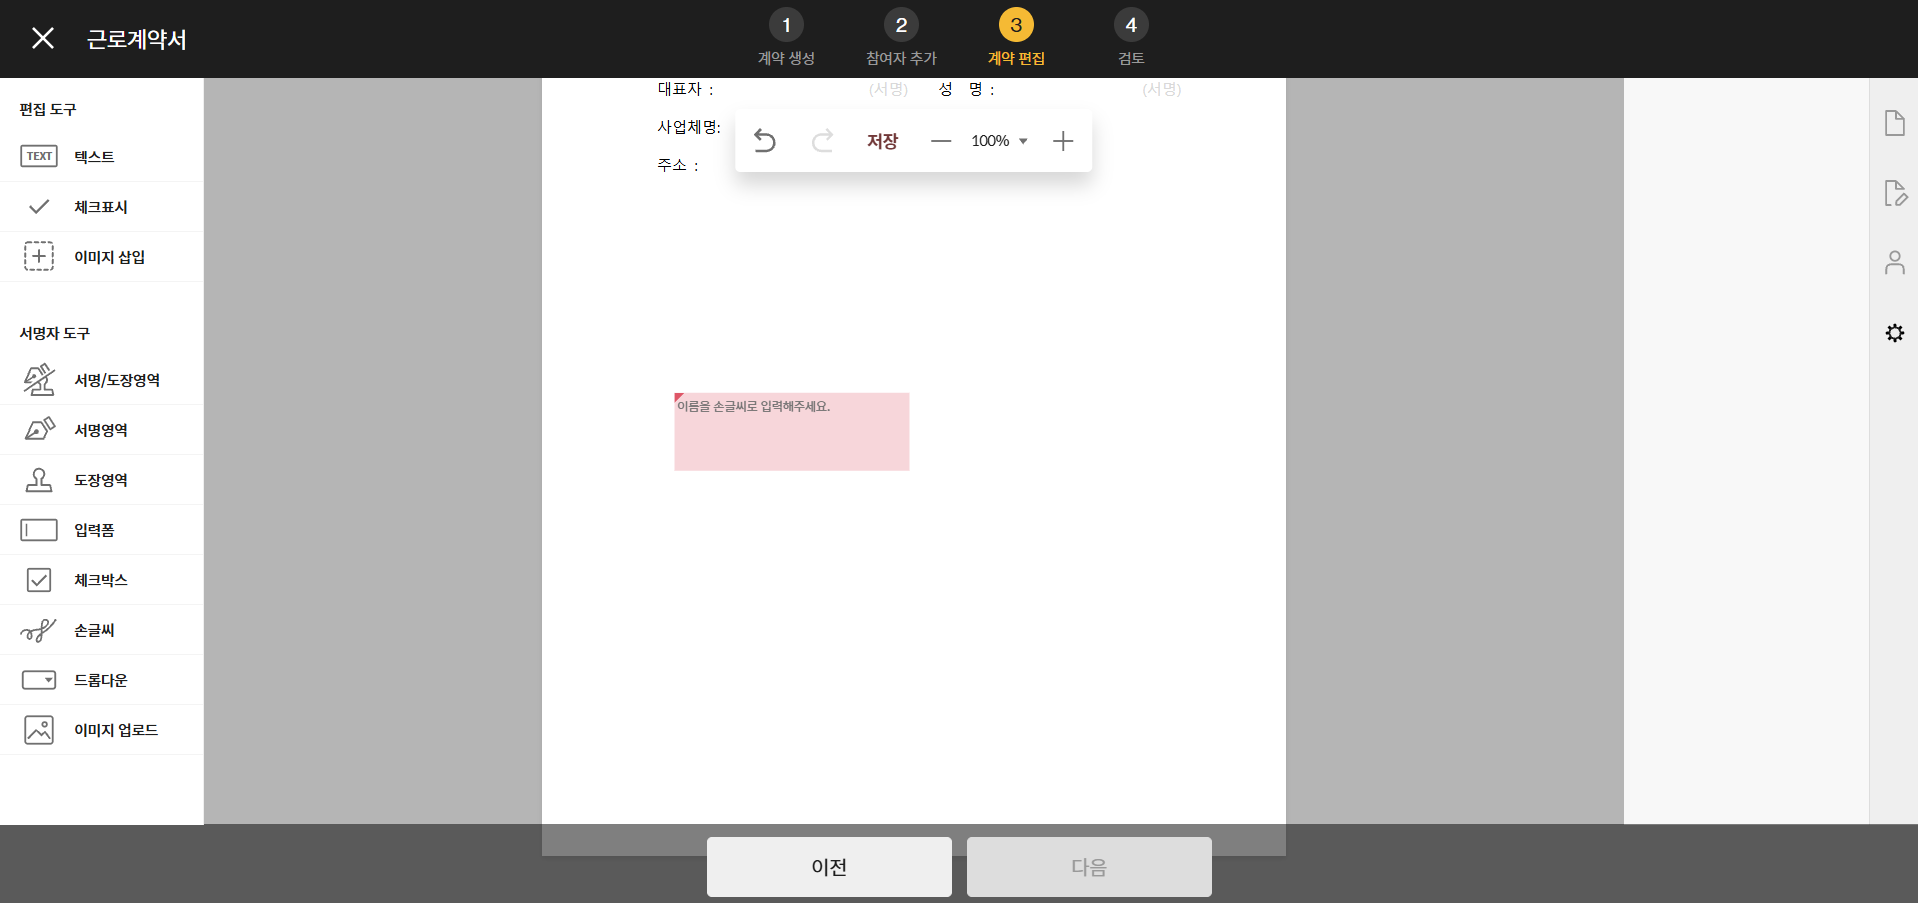 근로계약서
1 2 3 4
계약 생성 참여자 추가 계약 편집 검토
편집 도구
TEXT 텍스트
체크표시
이미지 삽입
서명자 도구
서명/도장영역
서명영역
도장영역
입력폼
체크박스
손글씨
드롭다운
이미지 업로드
대표자 : (서명) 성 명 : (서명)
사업체명:
주소 :
저장 100%
이름을 손글씨로 입력해주세요.
이전 다음